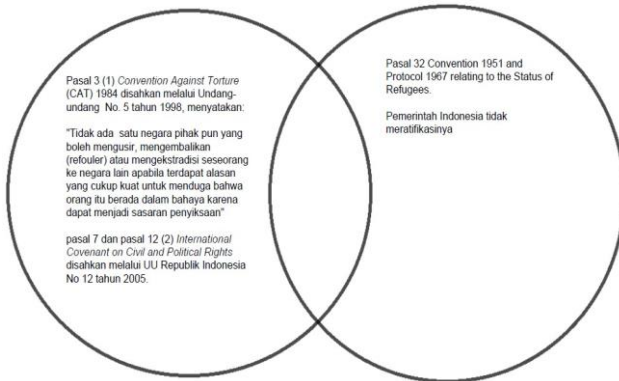 Pasal 3 (1) Convention Against Torture
(CAT) 1984 disahkan melalui Undang-
undang No. 5 tahun 1998, menyatakan:
"Tidak ada satu negara pihak pun yang
boleh mengusir, mengembalikan
(refouler) atau mengekstradisi seseorang
ke negara lain apabila terdapat alasan
yang cukup kuat untuk menduga bahwa
orang itu berada dalam bahaya karena
dapat menjadi sasaran penyiksaan"
pasal 7 dan pasal 12 (2) International
Covenant on Civil and Political Rights
disahkan melalui UU Republik Indonesia
No 12 tahun 2005.
Pasal 32 Convention 1951 and
Protocol 1967 relating to the Status of
Refugees.
Pemerintah Indonesia tidak
meratifikasinya